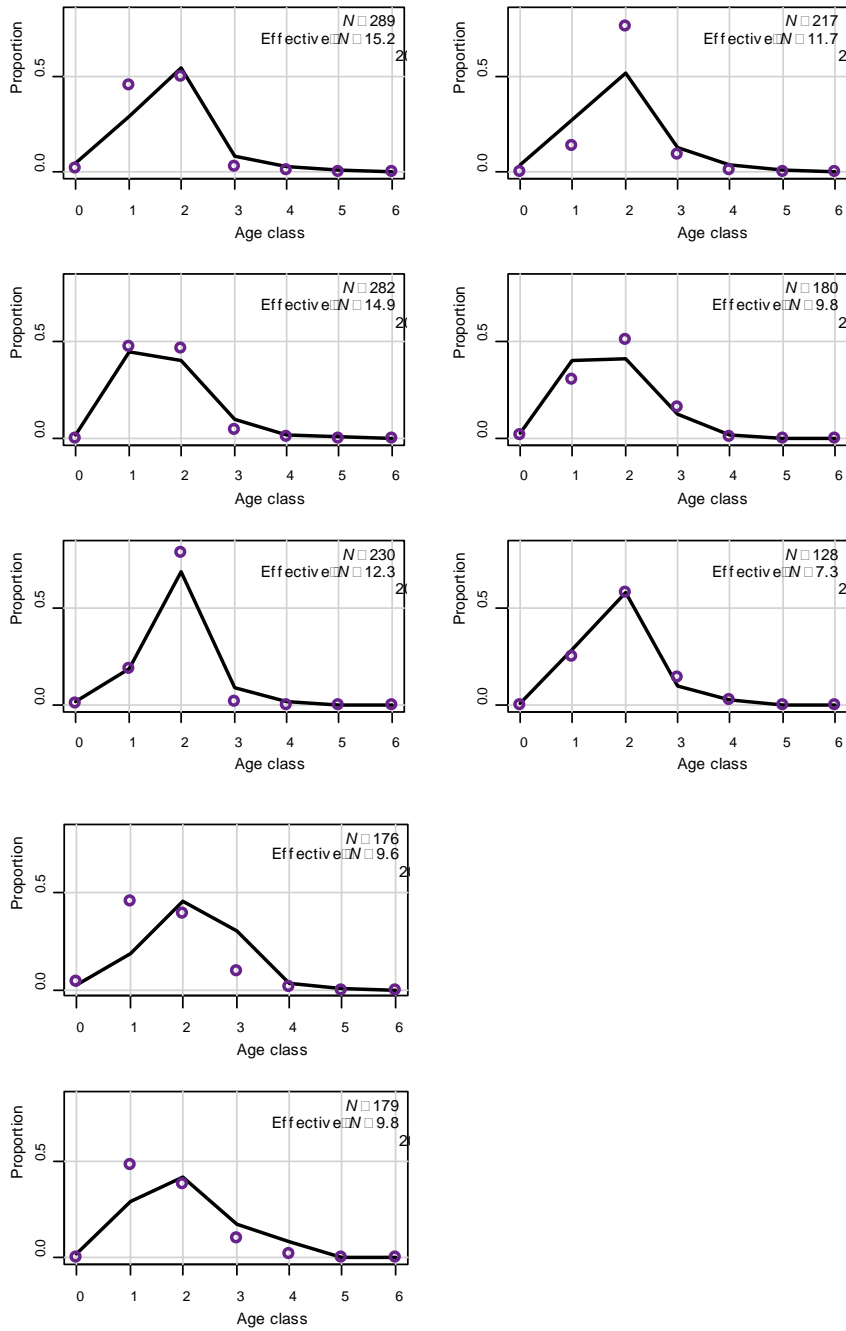 N□289
Effective□N□15.2
0.5
0.0
Proportion
0 1 2 3 4 5 6
Age class
N□217
Effective□N□11.7
0.5
0.0
Proportion
0 1 2 3 4 5 6
Age class
N□282
Effective□N□14.9
0.5
0.0
Proportion
0 1 2 3 4 5 6
Age class
N□180
Effective□N□9.8
0.5
0.0
Proportion
0 1 2 3 4 5 6
Age class
N□230
Effective□N□12.3
0.5
0.0
Proportion
0 1 2 3 4 5 6
Age class
N□128
Effective□N□7.3
0.5
0.0
Proportion
0 1 2 3 4 5 6
Age class
N□176
Effective□N□9.6
0.5
0.0
Proportion
0 1 2 3 4 5 6
Age class
N□179
Effective□N□9.8
0.5
0.0
Proportion
0 1 2 3 4 5 6
Age class